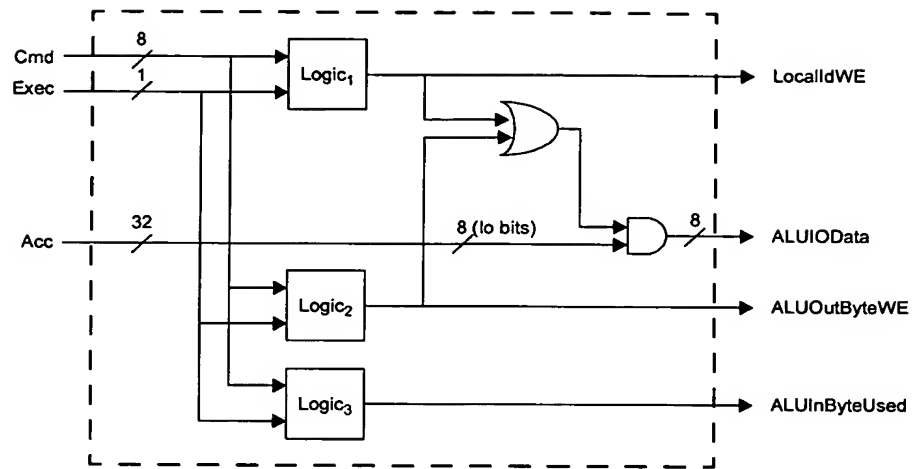 Cmd
8
Exec
1
Logic₁
LocalIdWE
Acc
32
8 (lo bits)
8
ALUIOData
Logic₂
ALUOutByteWE
Logic₃
ALUInByteUsed